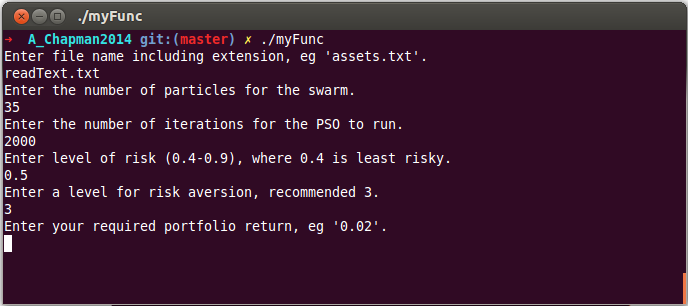 ./myFunc
➜  A_Chapman2014 git:(master) ✗ ./myFunc
Enter file name including extension, eg 'assets.txt'.
readText.txt
Enter the number of particles for the swarm.
35
Enter the number of iterations for the PSO to run.
2000
Enter level of risk (0.4-0.9), where 0.4 is least risky.
0.5
Enter a level for risk aversion, recommended 3.
3
Enter your required portfolio return, eg '0.02'.